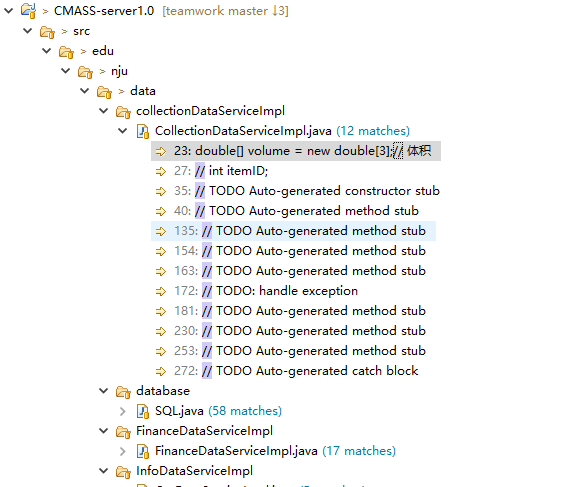 CMASS-server1.0 [teamwork master ↓3]
src
edu
nju
data
collectionDataServiceImpl
CollectionDataServiceImpl.java (12 matches)
23: double[] volume = new double[3];// 体积
27: // int itemID;
35: // TODO Auto-generated constructor stub
40: // TODO Auto-generated method stub
135: // TODO Auto-generated method stub
154: // TODO Auto-generated method stub
163: // TODO Auto-generated method stub
172: // TODO: handle exception
181: // TODO Auto-generated method stub
230: // TODO Auto-generated method stub
253: // TODO Auto-generated method stub
272: // TODO Auto-generated catch block
database
SQL.java (58 matches)
FinanceDataServiceImpl
FinanceDataServiceImpl.java (17 matches)
InfoDataServiceImpl